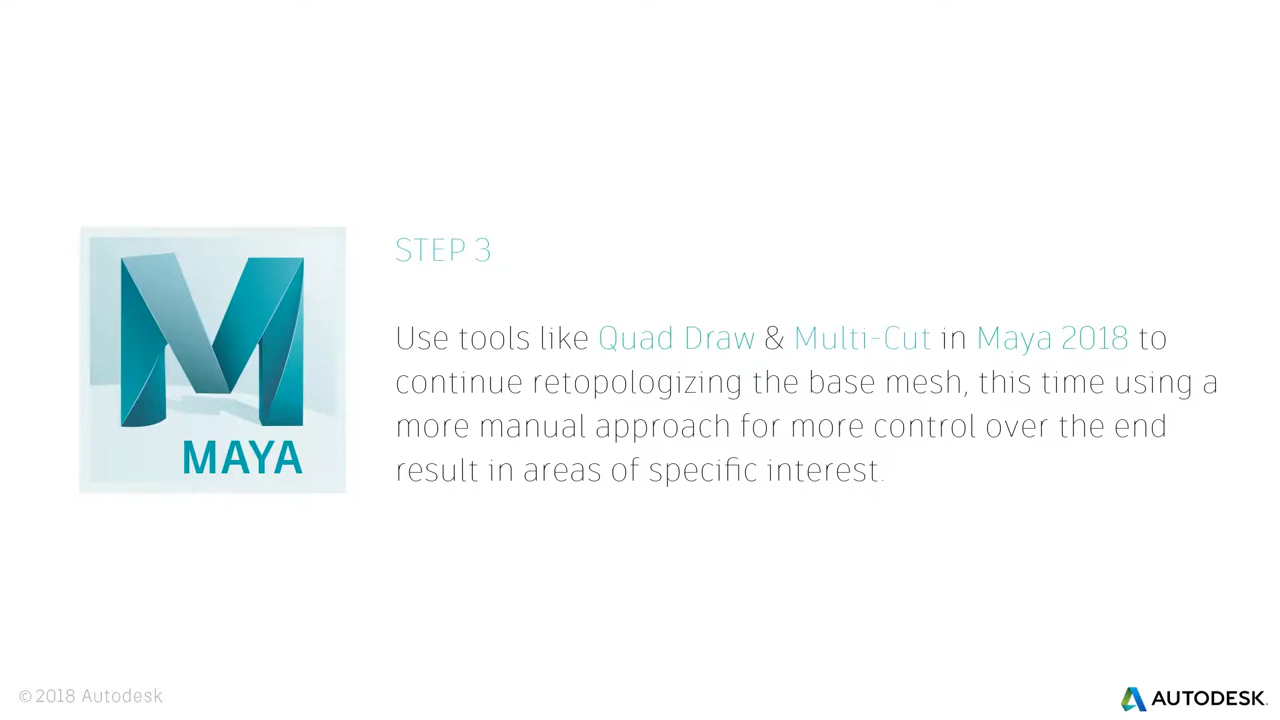 STEP 3
Use tools like Quad Draw & Multi-Cut in Maya 2018 to
continue retopologizing the base mesh, this time using a
more manual approach for more control over the end
result in areas of specific interest.
M
MAYA
©2018 Autodesk
AUTODESK.